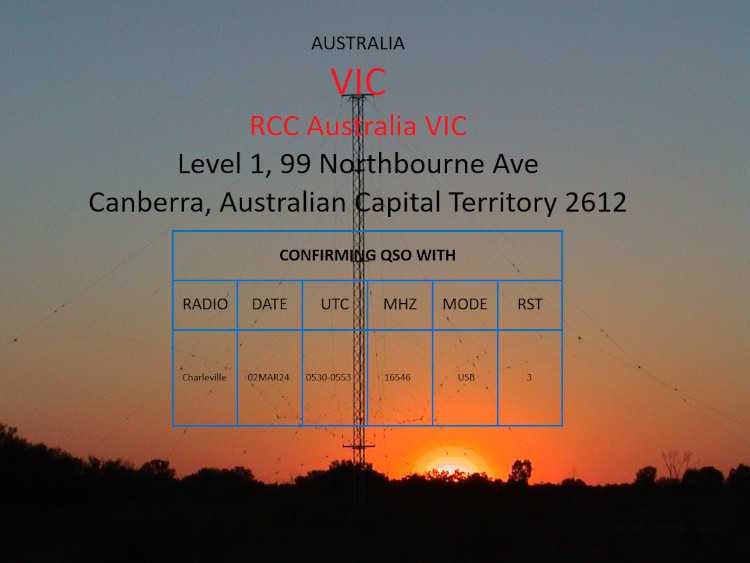 AUSTRALIA
VIC
RCC Australia VIC
Level 1, 99 Northbourne Ave
Canberra, Australian Capital Territory 2612
CONFIRMING QSO WITH
RADIO DATE UTC MHZ MODE RST
Charleville 02MAR24 0530-0553 16546 USB 3